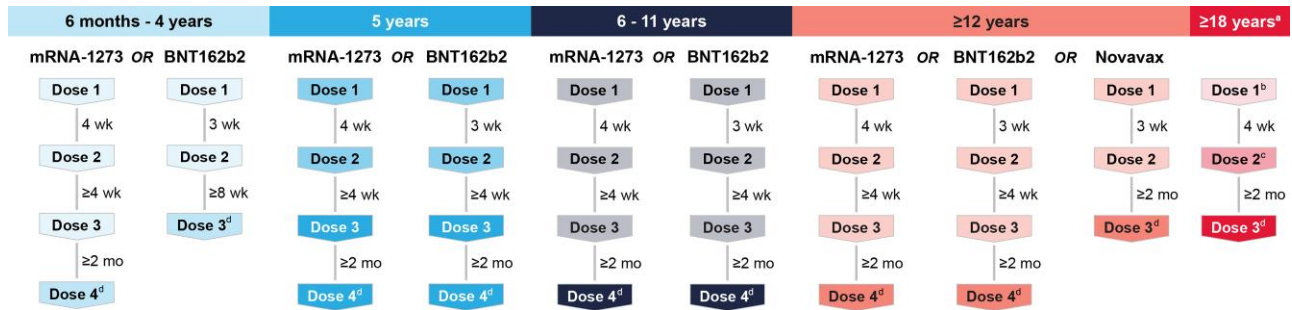 6 months - 4 years 5 years 6 - 11 years ≥12 years ≥18 yearsᵃ
mRNA-1273 OR BNT162b2 mRNA-1273 OR BNT162b2 mRNA-1273 OR BNT162b2 mRNA-1273 OR BNT162b2 OR Novavax
Dose 1 Dose 1 Dose 1 Dose 1 Dose 1 Dose 1 Dose 1 Dose 1 Dose 1 Dose 1ᵇ
4 wk 3 wk 4 wk 3 wk 4 wk 3 wk 4 wk 3 wk 3 wk 4 wk
Dose 2 Dose 2 Dose 2 Dose 2 Dose 2 Dose 2 Dose 2 Dose 2 Dose 2 Dose 2ᶜ
≥4 wk ≥8 wk ≥4 wk ≥4 wk ≥4 wk ≥4 wk ≥4 wk ≥4 wk ≥2 mo ≥2 mo
Dose 3 Dose 3ᵈ Dose 3 Dose 3 Dose 3 Dose 3 Dose 3 Dose 3 Dose 3ᵈ Dose 3ᵈ
≥2 mo ≥2 mo ≥2 mo ≥2 mo ≥2 mo ≥2 mo ≥2 mo
Dose 4ᵈ Dose 4ᵈ Dose 4ᵈ Dose 4ᵈ Dose 4ᵈ Dose 4ᵈ Dose 4ᵈ